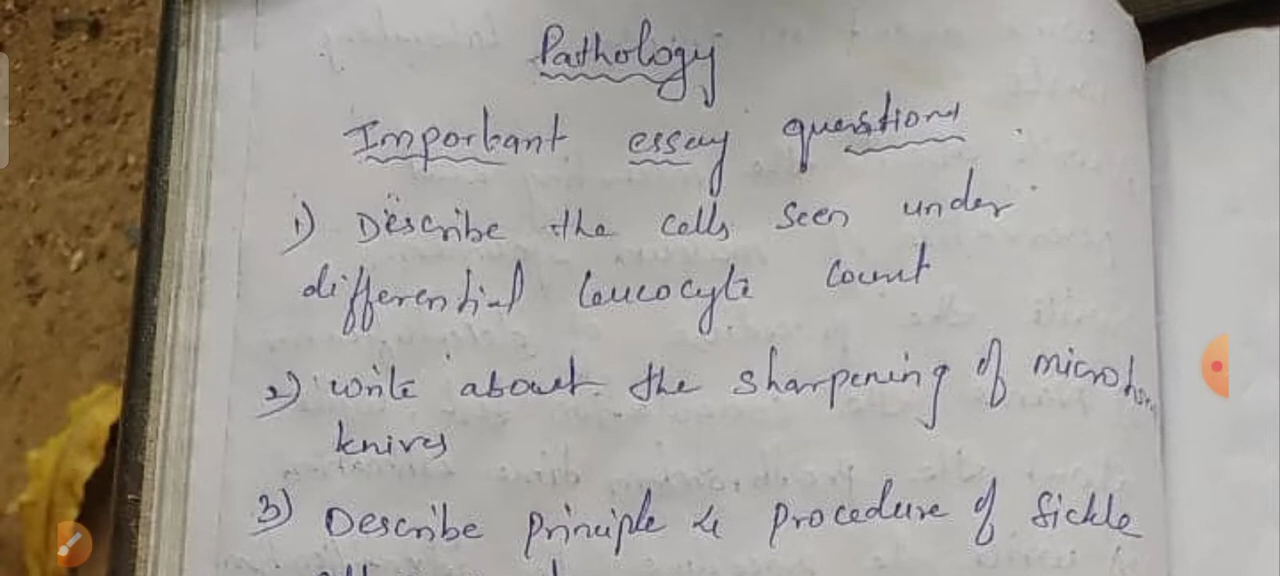 Pathology
Important essay questions
1) Describe the cells seen under
differential leucocyte count
2) write about the sharpening of
knives
3) Describe principle & procedure of Sickle